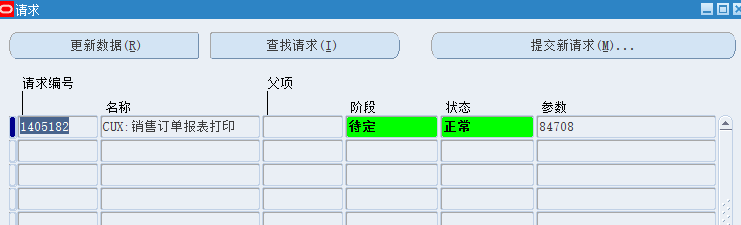 请求
更新数据(R) 查找请求(I) 提交新请求(M)...
请求编号 父项
名称 阶段 状态 参数
1405182 CUX:销售订单报表打印 待定 正常 84708